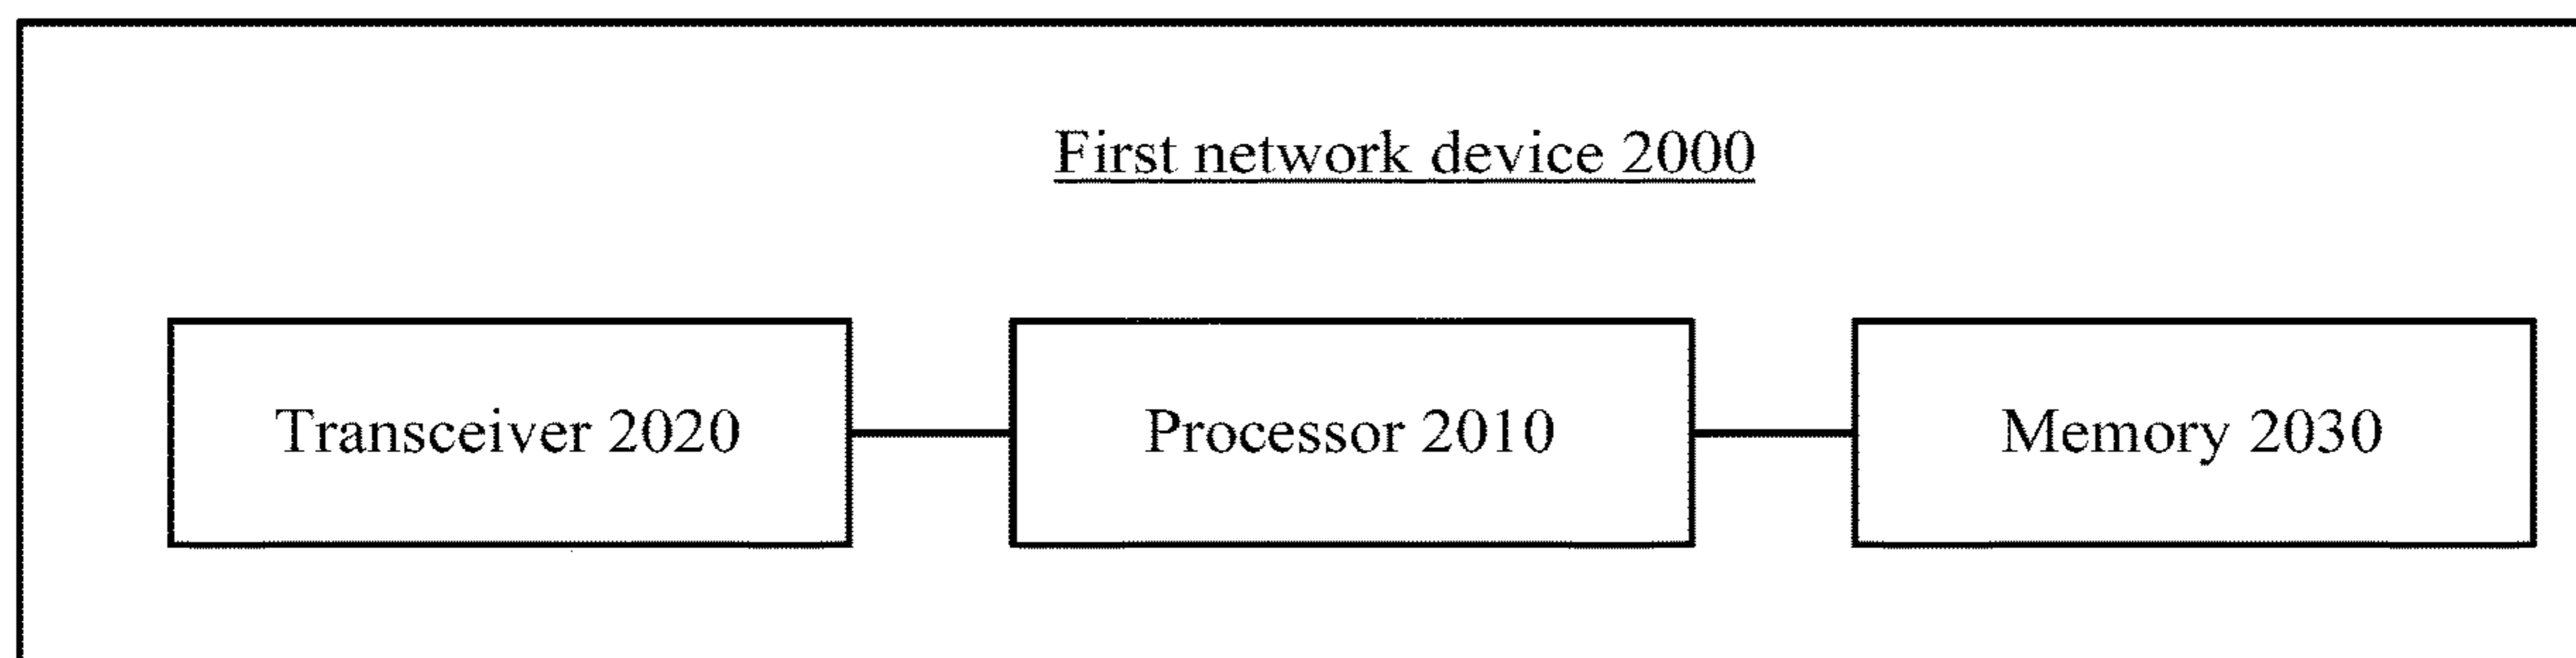 First network device 2000
Transceiver 2020
Processor 2010
Memory 2030